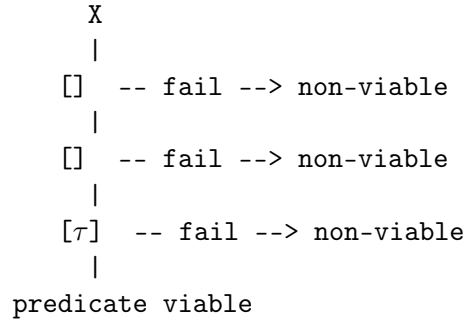 X
|
[] -- fail --> non-viable
|
[] -- fail --> non-viable
|
[τ] -- fail --> non-viable
|
predicate viable